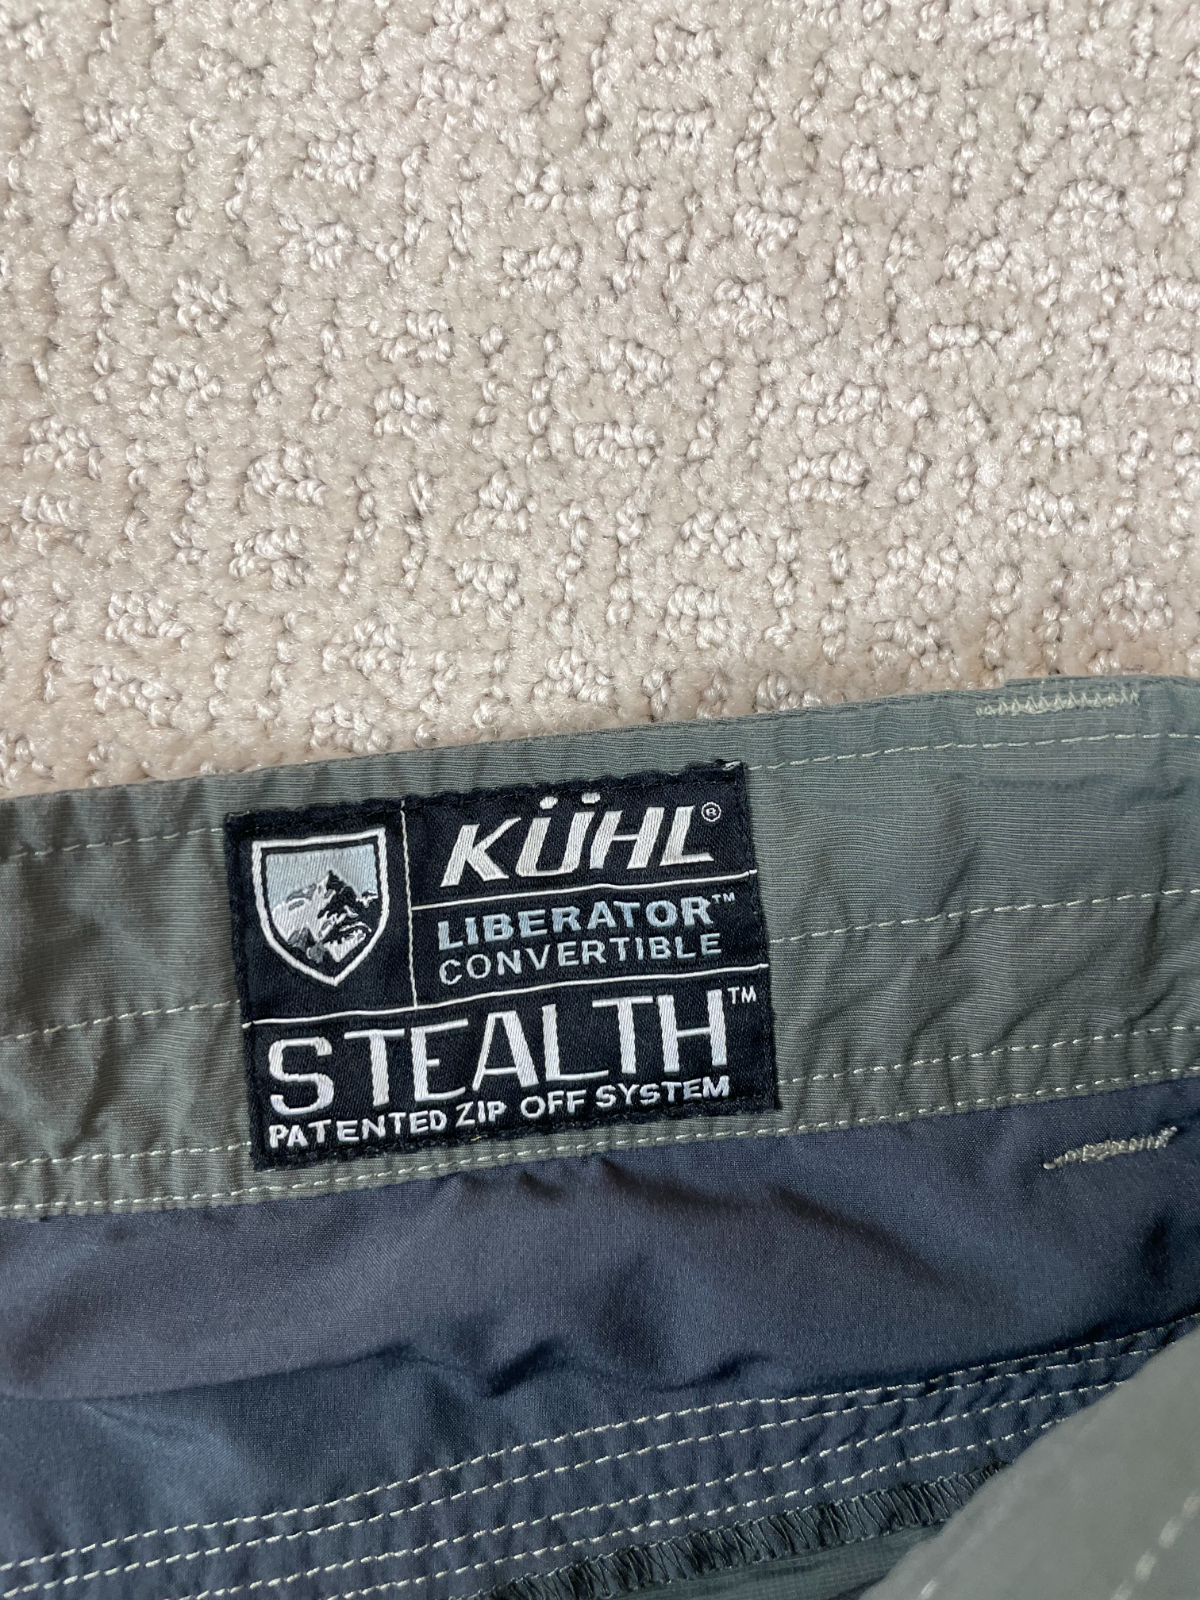 KÜHL®
LIBERATOR™
CONVERTIBLE
STEALTH™
PATENTED ZIP OFF SYSTEM